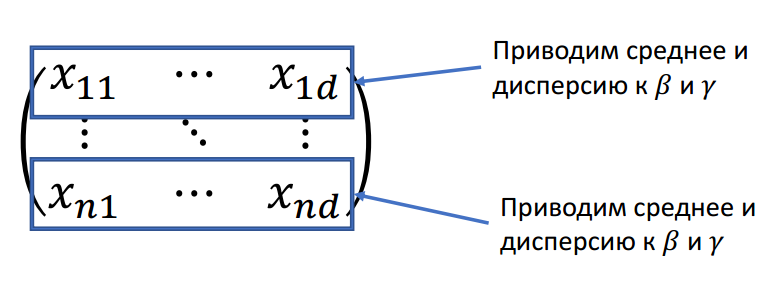 x₁₁ ⋯ x₁d
Приводим среднее и
дисперсию к β и γ
⋮ ⋱ ⋮
xₙ₁ ⋯ xₙd
Приводим среднее и
дисперсию к β и γ